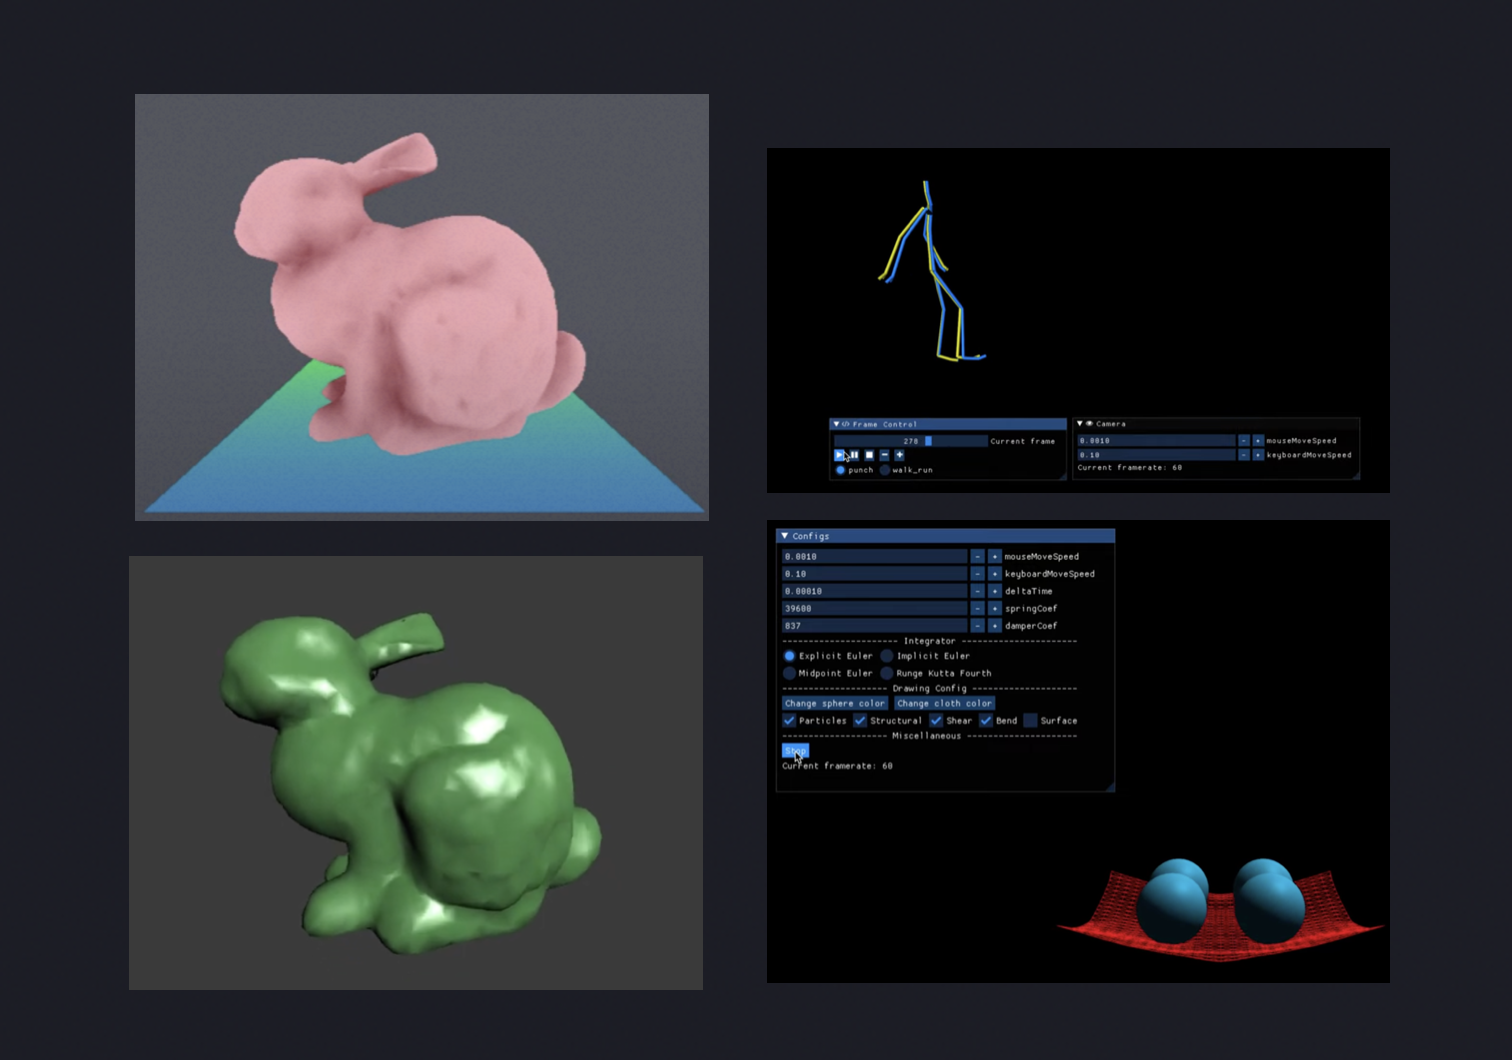 Frame Control
278 Current frame
punch walk_run
Camera
0.0010 - + mouseMoveSpeed
0.10 - + keyboardMoveSpeed
Current framerate: 60
Configs
0.0010 - + mouseMoveSpeed
0.10 - + keyboardMoveSpeed
0.00010 - + deltaTime
39600 - + springCoef
837 - + damperCoef
Integrator
Explicit Euler Implicit Euler
Midpoint Euler Runge Kutta Fourth
Drawing Config
Change sphere color Change cloth color
Particles Structural Shear Bend Surface
Miscellaneous
Stop
Current framerate: 60